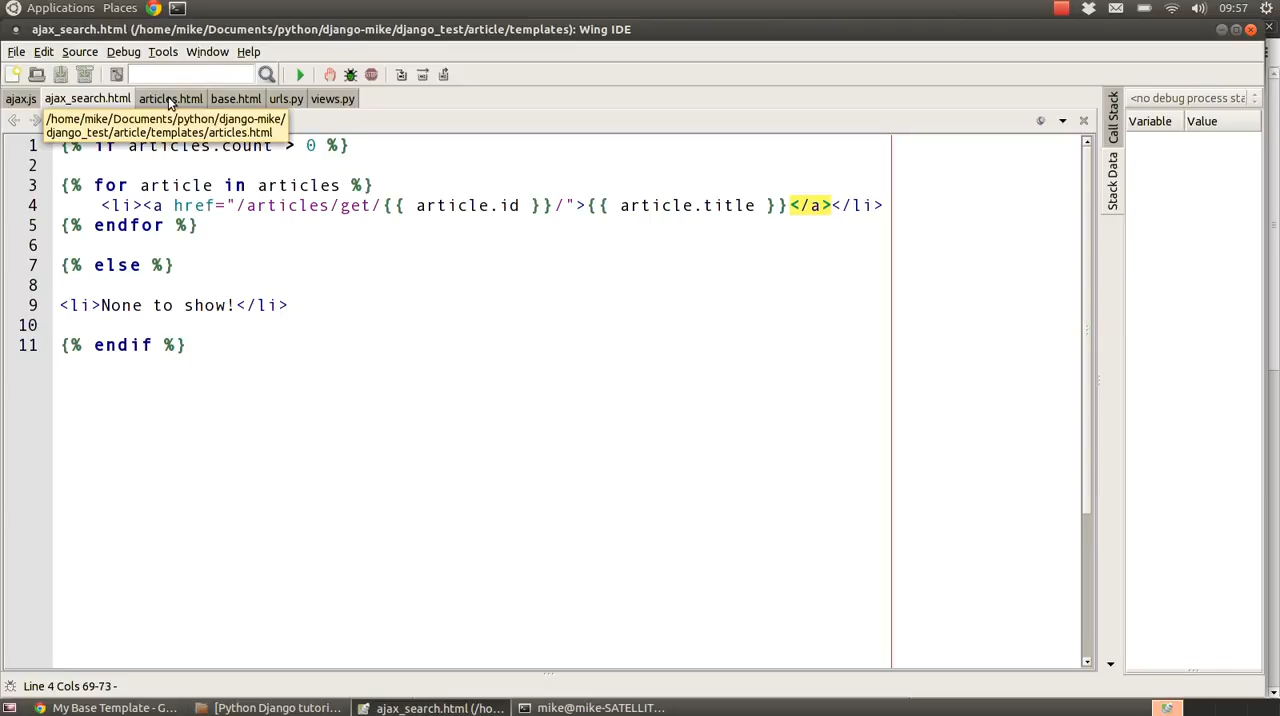 Applications Places 09:57
ajax_search.html (/home/mike/Documents/python/django-mike/django_test/article/templates): Wing IDE
File Edit Source Debug Tools Window Help
ajax.js ajax_search.html articles.html base.html urls.py views.py
<no debug process sta
/home/mike/Documents/python/django-mike/
django_test/article/templates/articles.html
Call Stack
Stack Data
Variable Value
1 {% if articles.count > 0 %}
2
3 {% for article in articles %}
4 <li><a href="/articles/get/{{ article.id }}/">{{ article.title }}</a></li>
5 {% endfor %}
6
7 {% else %}
8
9 <li>None to show!</li>
10
11 {% endif %}
Line 4 Cols 69-73 -
My Base Template - G... [Python Django tutori... ajax_search.html (/ho... mike@mike-SATELLIT...